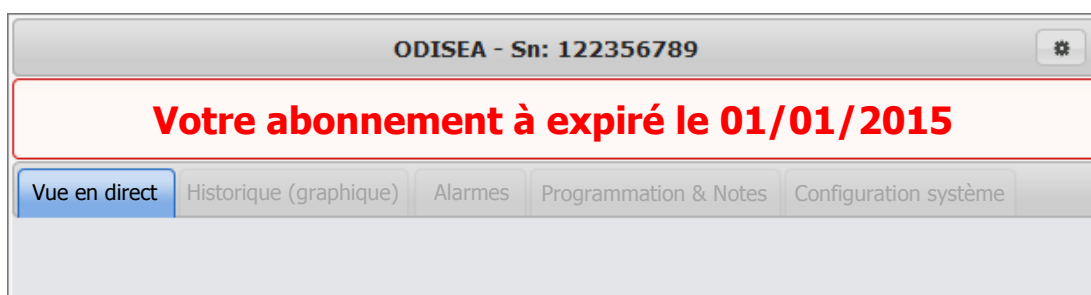 ODISEA - Sn: 122356789
Votre abonnement à expiré le 01/01/2015
Vue en direct Historique (graphique) Alarmes Programmation & Notes Configuration système